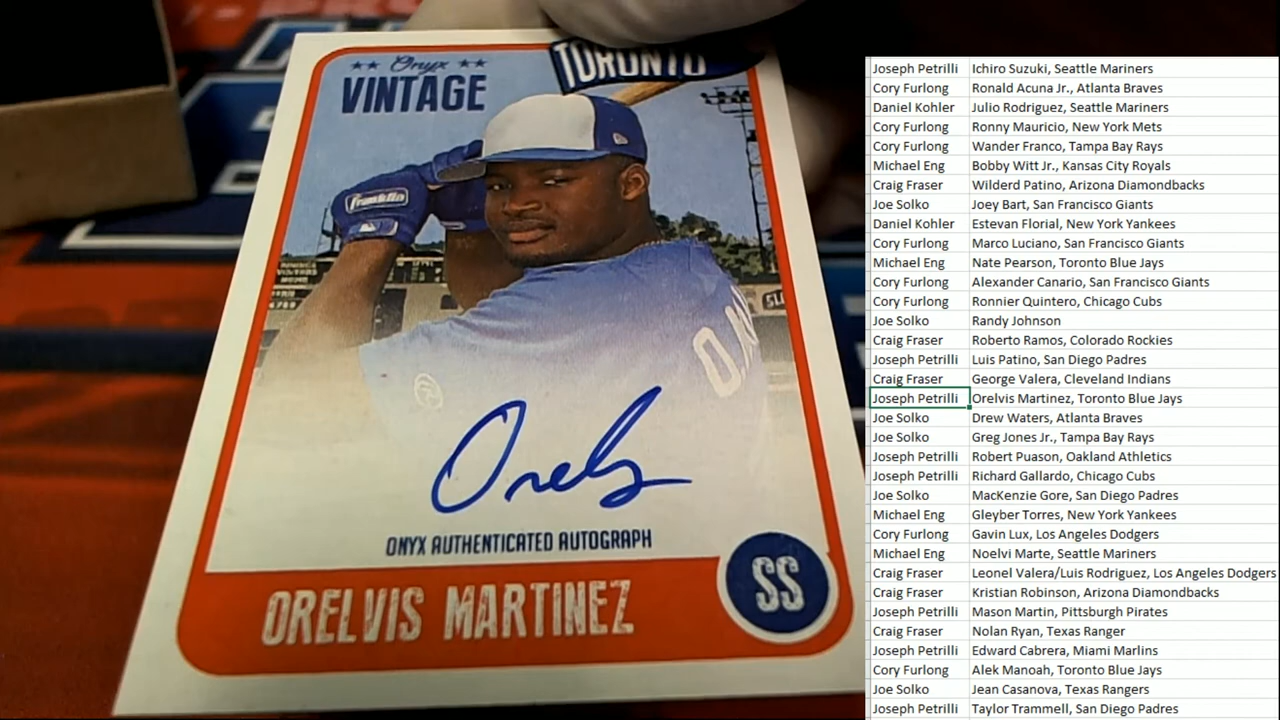 Onyx
VINTAGE
TORONTO
Franklin
ONYX AUTHENTICATED AUTOGRAPH
ORELVIS MARTINEZ
SS
Joseph Petrilli Ichiro Suzuki, Seattle Mariners
Cory Furlong Ronald Acuna Jr., Atlanta Braves
Daniel Kohler Julio Rodriguez, Seattle Mariners
Cory Furlong Ronny Mauricio, New York Mets
Cory Furlong Wander Franco, Tampa Bay Rays
Michael Eng Bobby Witt Jr., Kansas City Royals
Craig Fraser Wilderd Patino, Arizona Diamondbacks
Joe Solko Joey Bart, San Francisco Giants
Daniel Kohler Estevan Florial, New York Yankees
Cory Furlong Marco Luciano, San Francisco Giants
Michael Eng Nate Pearson, Toronto Blue Jays
Cory Furlong Alexander Canario, San Francisco Giants
Cory Furlong Ronnier Quintero, Chicago Cubs
Joe Solko Randy Johnson
Craig Fraser Roberto Ramos, Colorado Rockies
Joseph Petrilli Luis Patino, San Diego Padres
Craig Fraser George Valera, Cleveland Indians
Joseph Petrilli Orelvis Martinez, Toronto Blue Jays
Joe Solko Drew Waters, Atlanta Braves
Joe Solko Greg Jones Jr., Tampa Bay Rays
Joseph Petrilli Robert Puason, Oakland Athletics
Joseph Petrilli Richard Gallardo, Chicago Cubs
Joe Solko MacKenzie Gore, San Diego Padres
Michael Eng Gleyber Torres, New York Yankees
Cory Furlong Gavin Lux, Los Angeles Dodgers
Michael Eng Noelvi Marte, Seattle Mariners
Craig Fraser Leonel Valera/Luis Rodriguez, Los Angeles Dodgers
Craig Fraser Kristian Robinson, Arizona Diamondbacks
Joseph Petrilli Mason Martin, Pittsburgh Pirates
Craig Fraser Nolan Ryan, Texas Ranger
Joseph Petrilli Edward Cabrera, Miami Marlins
Cory Furlong Alek Manoah, Toronto Blue Jays
Joe Solko Jean Casanova, Texas Rangers
Joseph Petrilli Taylor Trammell, San Diego Padres